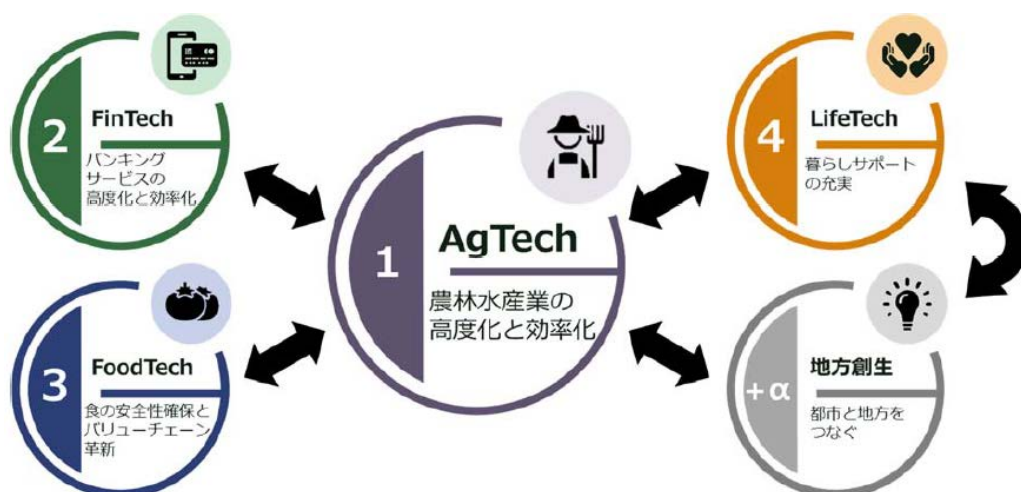 1
AgTech
農林水産業の
高度化と効率化
2
FinTech
バンキング
サービスの
高度化と効率化
3
FoodTech
食の安全性確保と
バリューチェーン
革新
4
LifeTech
暮らしサポート
の充実
+α
地方創生
都市と地方を
つなぐ